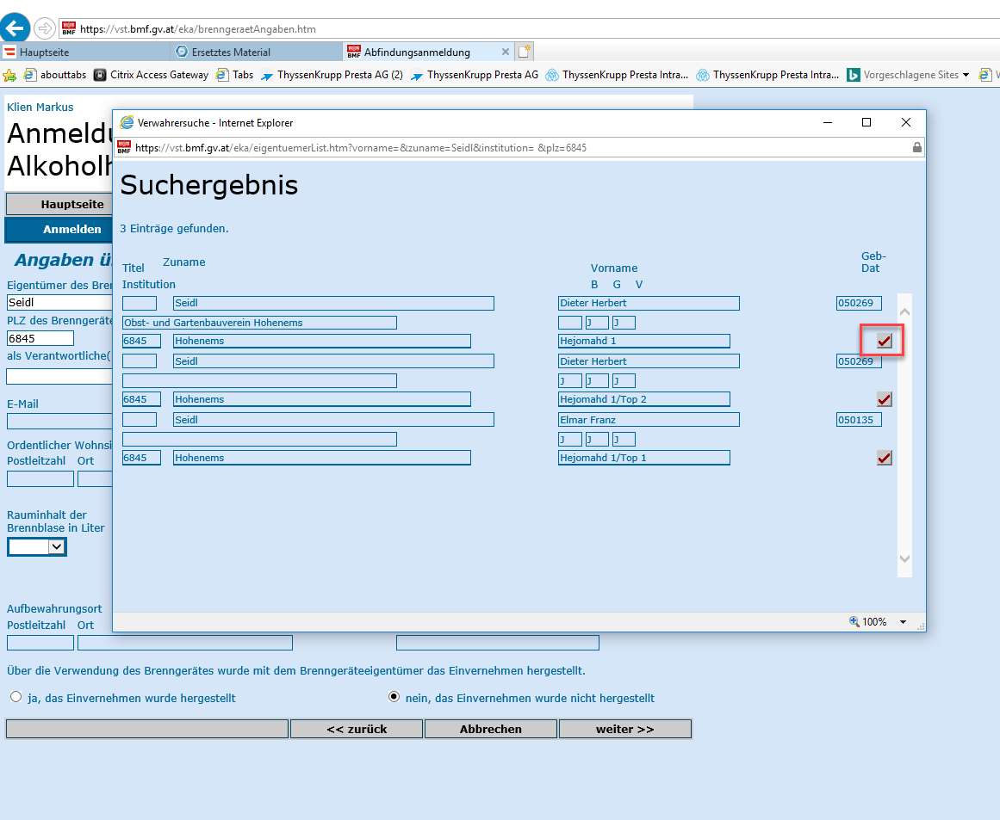 BMF https://vst.bmf.gv.at/eka/brenngeraetAngaben.htm
Hauptseite Ersetztes Material BMF Abfindungsanmeldung
abouttabs Citrix Access Gateway Tabs ThyssenKrupp Presta AG (2) ThyssenKrupp Presta AG ThyssenKrupp Presta Intra... ThyssenKrupp Presta Intra... Vorgeschlagene Sites
Klien Markus
Anmeldu
Alkoholh
Hauptseite
Anmelden
Angaben ü
Eigentümer des Bren
Seidl
PLZ des Brenngeräte
6845
als Verantwortliche(
E-Mail
Ordentlicher Wohnsi
Postleitzahl Ort
Rauminhalt der
Brennblase in Liter
Aufbewahrungsort
Postleitzahl Ort
Verwahrersuche - Internet Explorer
BMF https://vst.bmf.gv.at/eka/eigentuemerList.htm?vorname=&zuname=Seidl&institution= &plz=6845
Suchergebnis
3 Einträge gefunden.
Titel Zuname Vorname Geb-
Dat
Institution B G V
Seidl Dieter Herbert 050269
Obst- und Gartenbauverein Hohenems J J
6845 Hohenems Hejomahd 1
Seidl Dieter Herbert 050269
J J J
6845 Hohenems Hejomahd 1/Top 2
Seidl Elmar Franz 050135
J J J
6845 Hohenems Hejomahd 1/Top 1
100%
Über die Verwendung des Brenngerätes wurde mit dem Brenngeräteeigentümer das Einvernehmen hergestellt.
ja, das Einvernehmen wurde hergestellt nein, das Einvernehmen wurde nicht hergestellt
<< zurück Abbrechen weiter >>